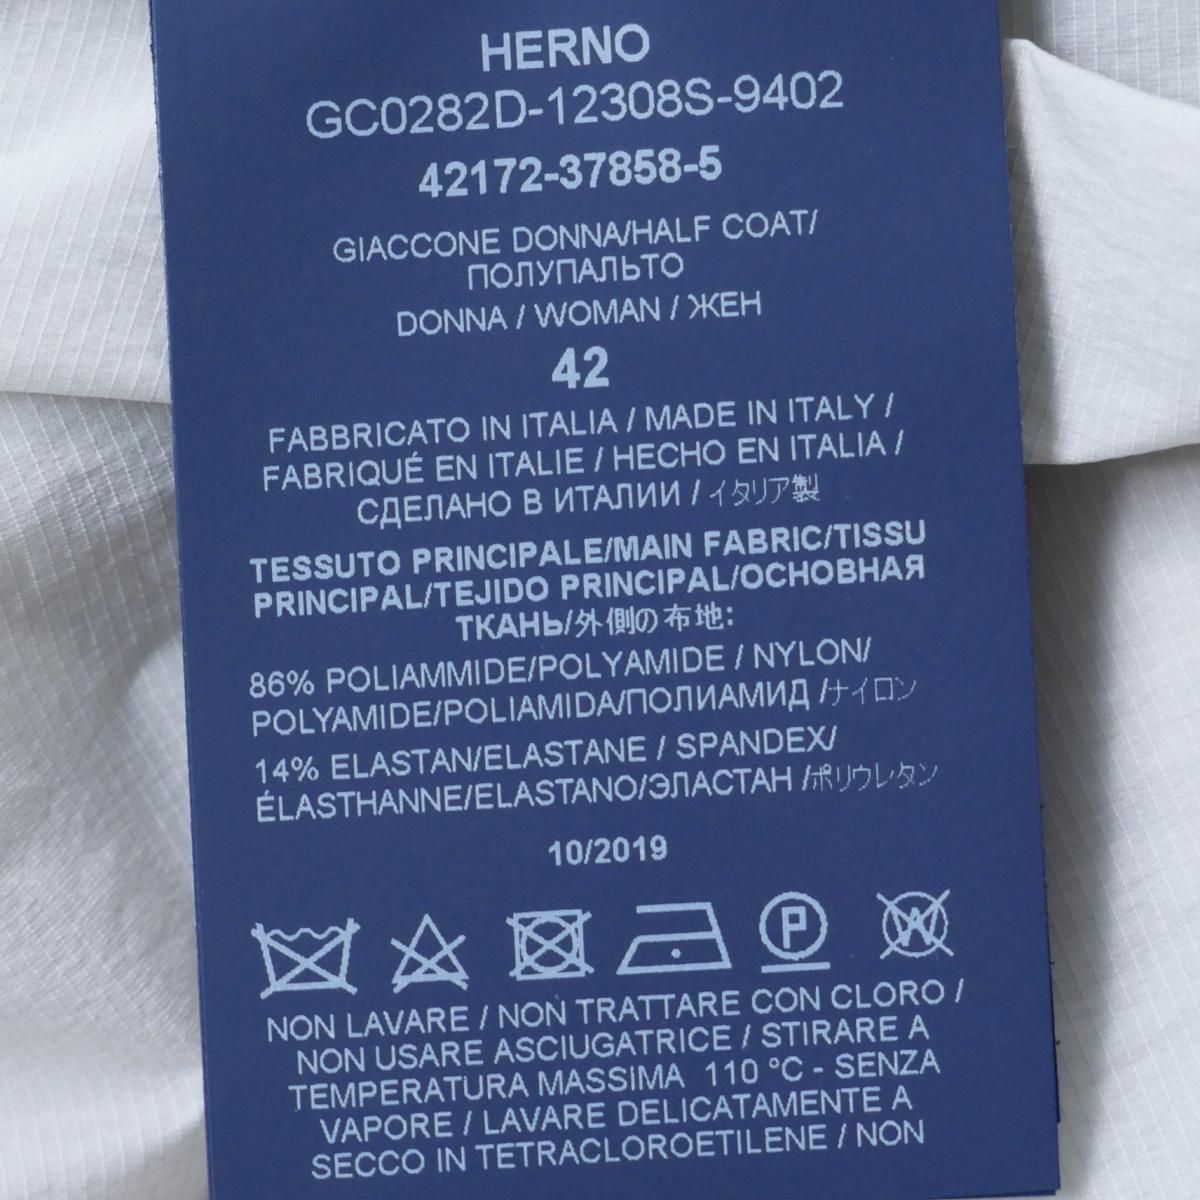 HERNO
GC0282D-12308S-9402
42172-37858-5
GIACCONE DONNA/HALF COAT/
ПОЛУПАЛЬТО
DONNA / WOMAN / ЖЕН
42
FABBRICATO IN ITALIA / MADE IN ITALY /
FABRIQUÉ EN ITALIE / HECHO EN ITALIA /
СДЕЛАНО В ИТАЛИИ / イタリア製
TESSUTO PRINCIPALE/MAIN FABRIC/TISSU
PRINCIPAL/TEJIDO PRINCIPAL/ОСНОВНАЯ
ТКАНЬ/外側の布地:
86% POLIAMMIDE/POLYAMIDE / NYLON/
POLYAMIDE/POLIAMIDA/ПОЛИАМИД /ナイロン
14% ELASTAN/ELASTANE / SPANDEX/
ÉLASTHANNE/ELASTANO/ЭЛАСТАН /ポリウレタン
10/2019
P W
NON LAVARE / NON TRATTARE CON CLORO /
NON USARE ASCIUGATRICE / STIRARE A
TEMPERATURA MASSIMA 110 °C - SENZA
VAPORE / LAVARE DELICATAMENTE A
SECCO IN TETRACLOROETILENE / NON